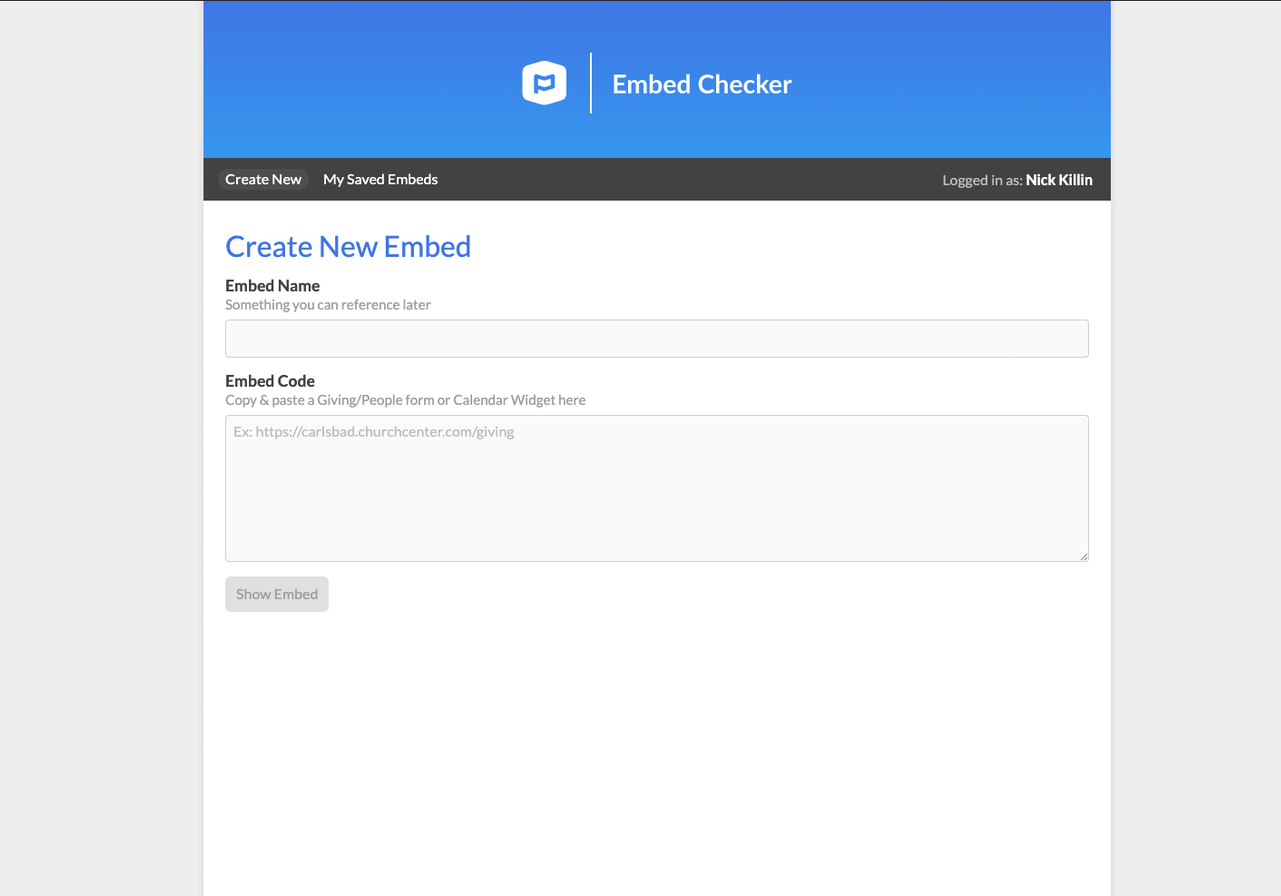 Embed Checker
Create New
My Saved Embeds
Logged in as: Nick Killin
Create New Embed
Embed Name
Something you can reference later
Embed Code
Copy & paste a Giving/People form or Calendar Widget here
Ex: https://carlsbad.churchcenter.com/giving
Show Embed